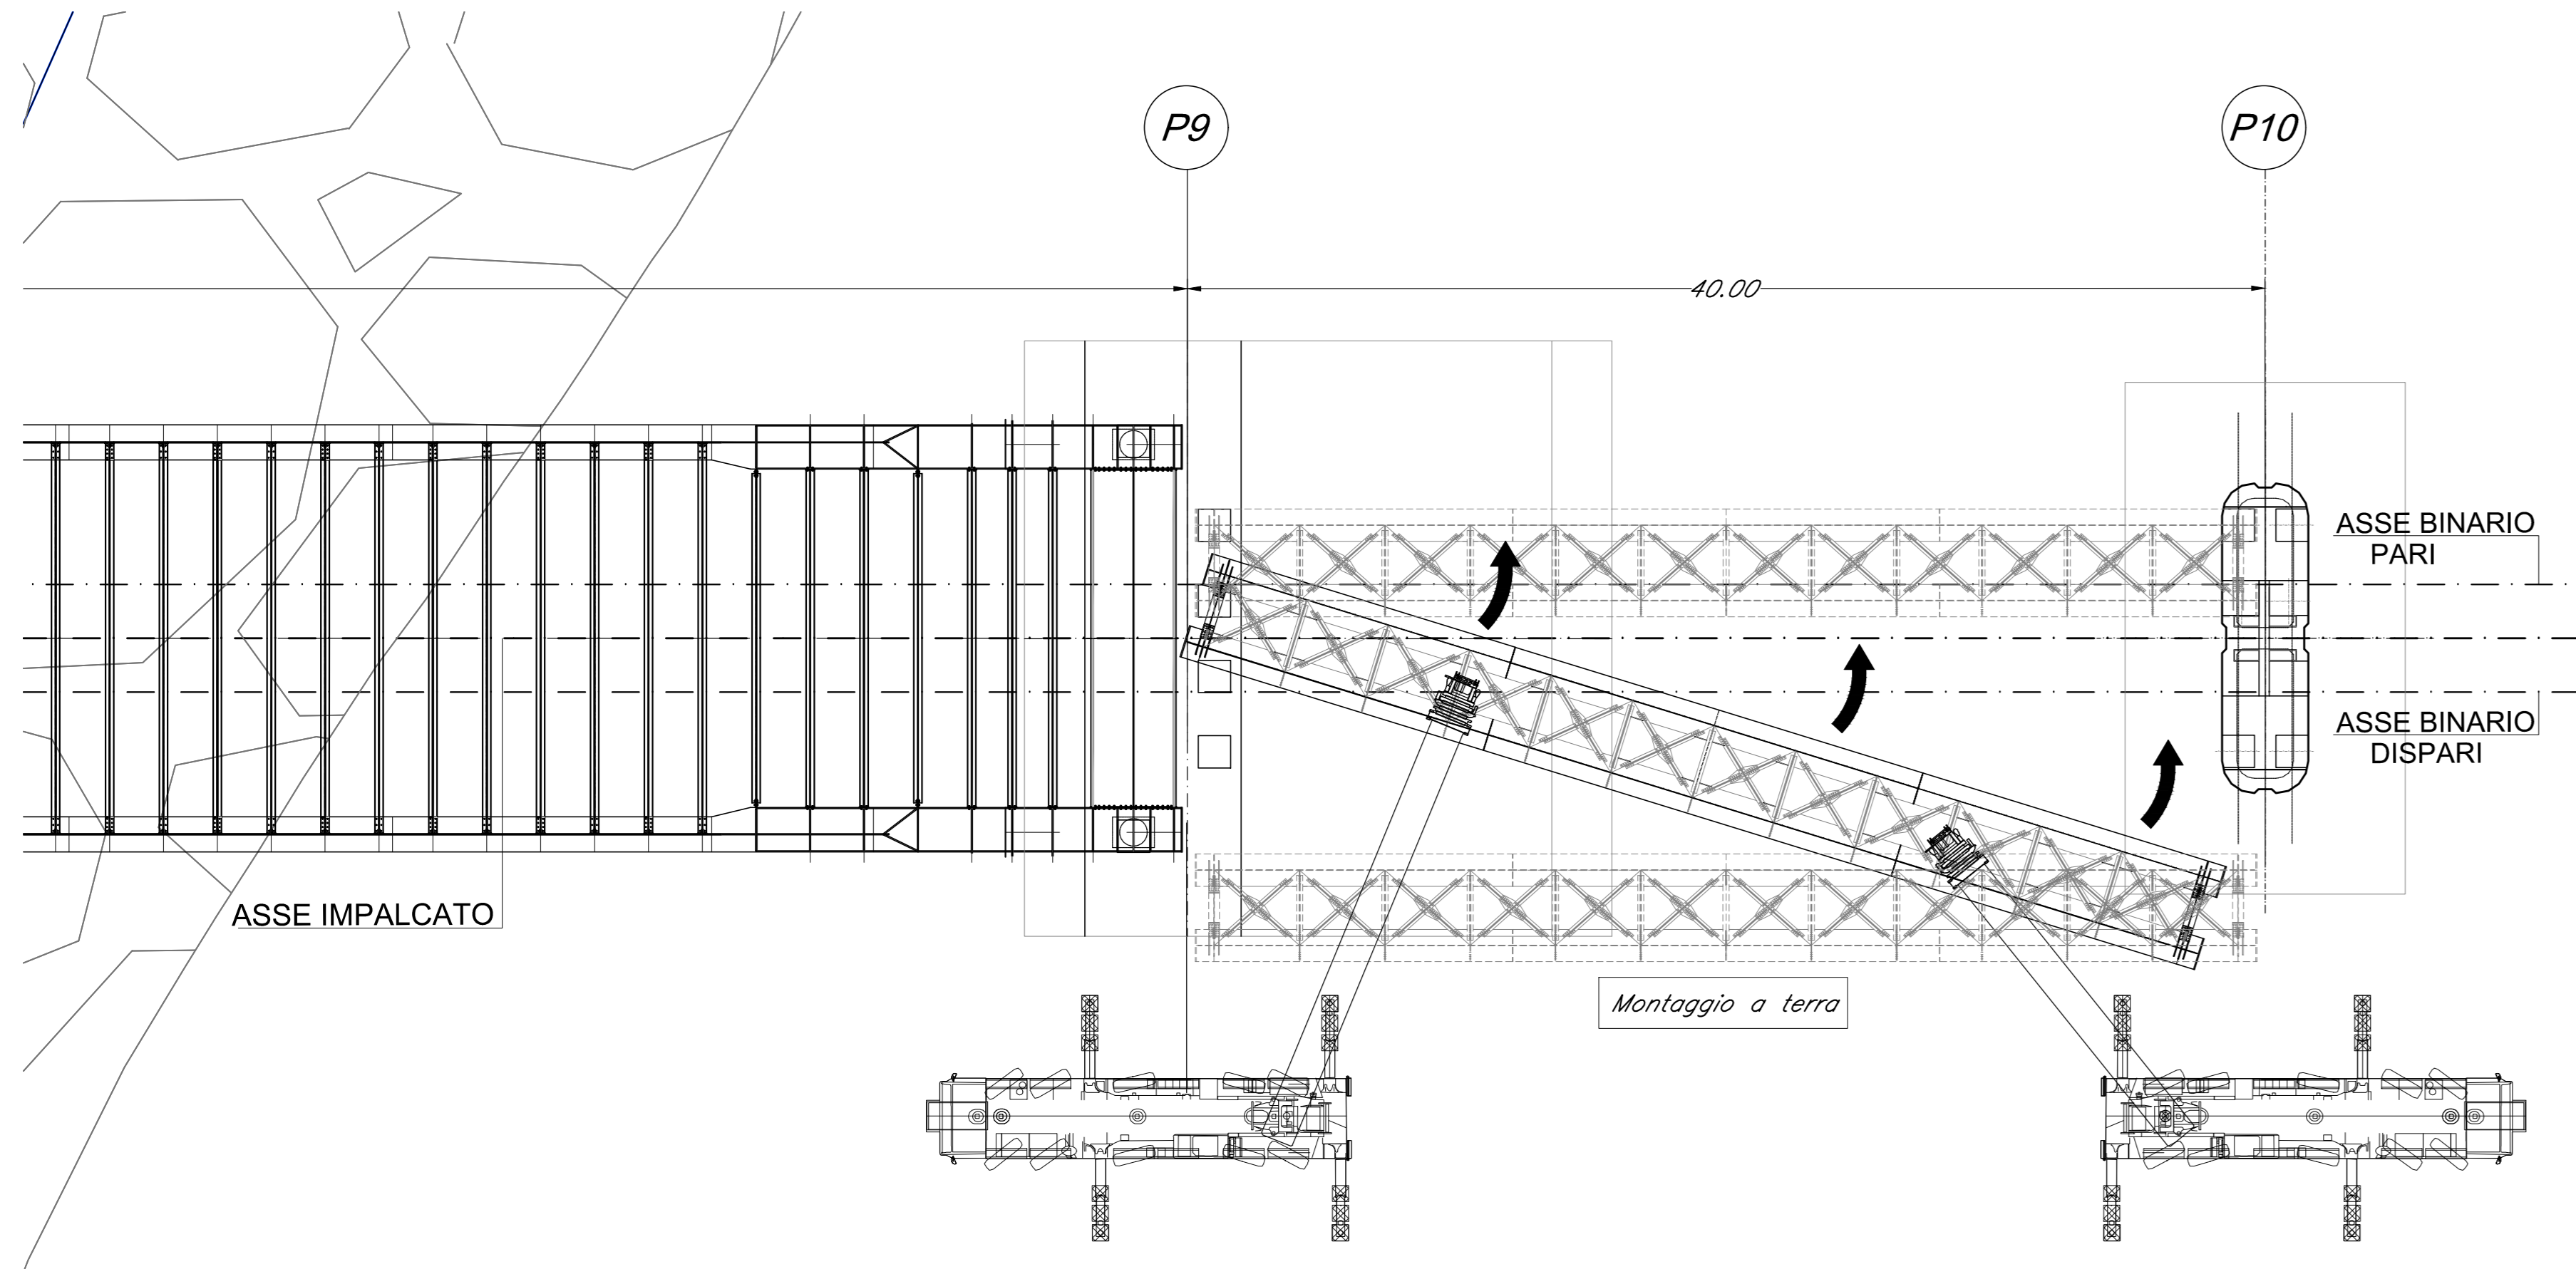 P9
P10
40.00
ASSE BINARIO
PARI
ASSE BINARIO
DISPARI
ASSE IMPALCATO
Montaggio a terra